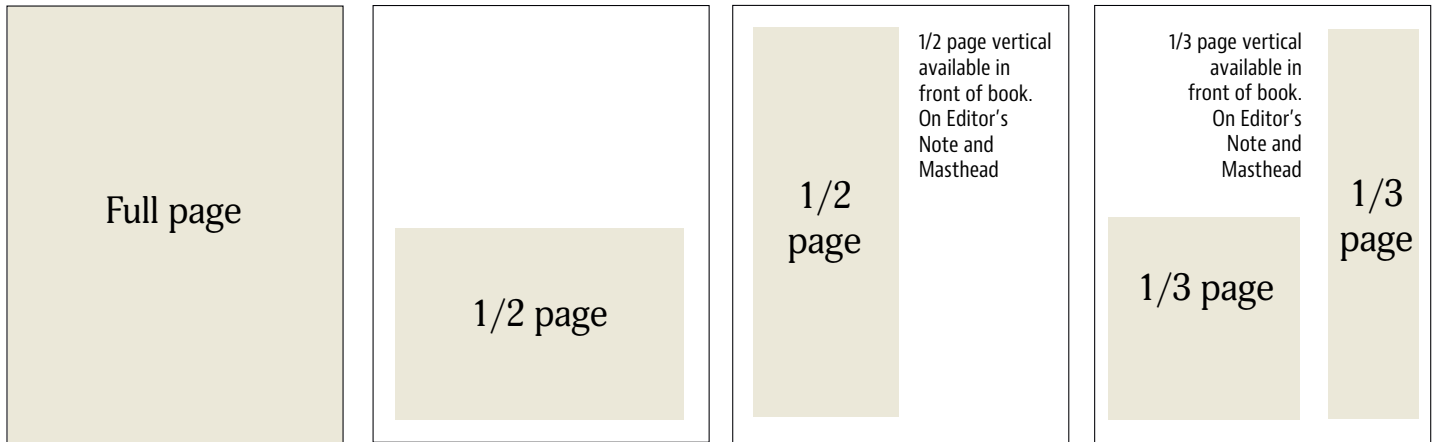 Full page
1/2 page
1/2 page vertical
available in
front of book.
On Editor's
Note and
Masthead
1/2
page
1/3 page vertical
available in
front of book.
On Editor's
Note and
Masthead
1/3 page
1/3
page